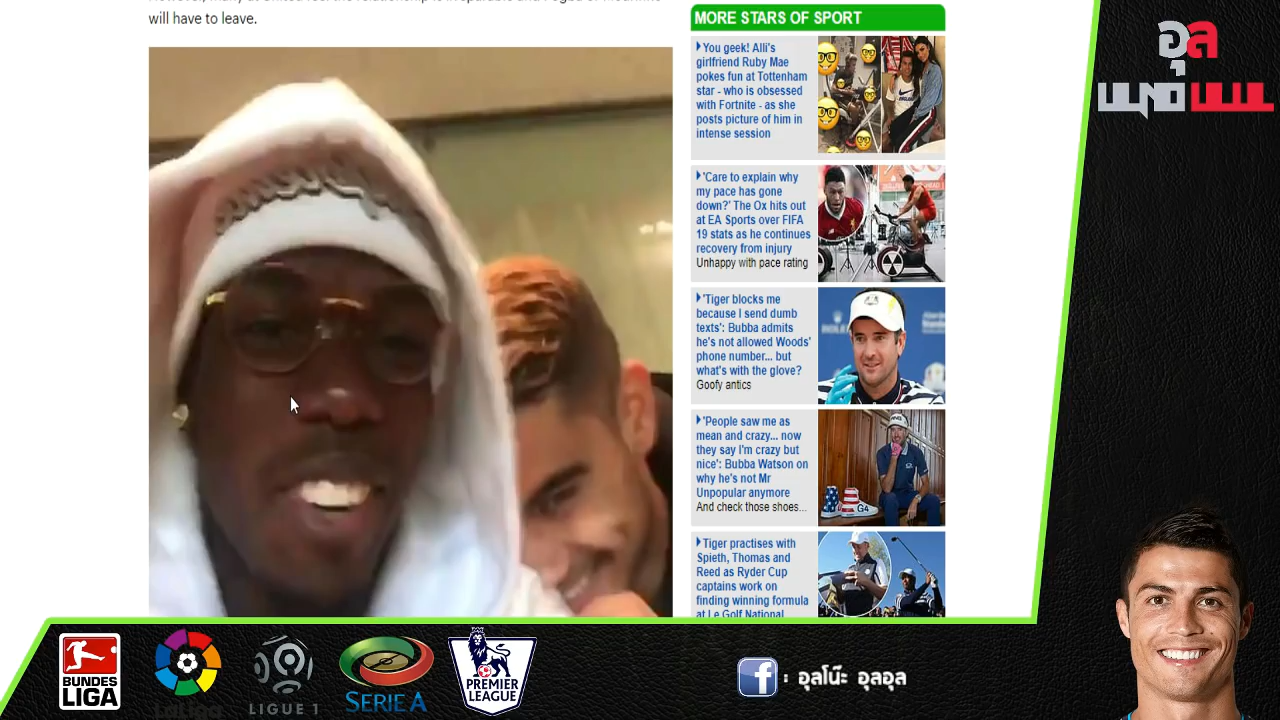 will have to leave.
MORE STARS OF SPORT
You geek! Alli's
girlfriend Ruby Mae
pokes fun at Tottenham
star - who is obsessed
with Fortnite - as she
posts picture of him in
intense session
'Care to explain why
my pace has gone
down?' The Ox hits out
at EA Sports over FIFA
19 stats as he continues
recovery from injury
Unhappy with pace rating
'Tiger blocks me
because I send dumb
texts': Bubba admits
he's not allowed Woods'
phone number... but
what's with the glove?
Goofy antics
'People saw me as
mean and crazy... now
they say I'm crazy but
nice': Bubba Watson on
why he's not Mr
Unpopular anymore
And check those shoes...
G4
Tiger practises with
Spieth, Thomas and
Reed as Ryder Cup
captains work on
finding winning formula
at Le Golf National
BUNDES
LIGA
LaLiga
LIGUE 1
SERIE A
PREMIER
LEAGUE
f : อุลโน๊ะ อุลอุล